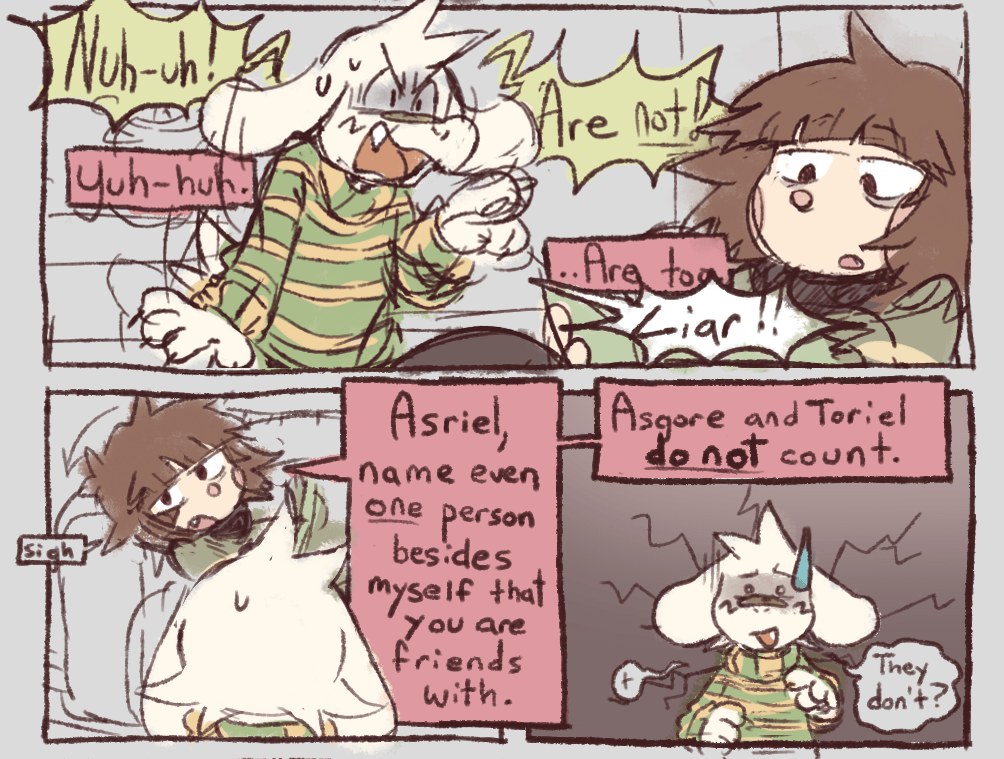 Nuh-uh!
Yuh-huh.
Are not!
..Are too.
Liar!!
sigh
Asriel,
name even
one person
besides
myself that
you are
friends
with.
Asgore and Toriel
do not count.
They
don't?